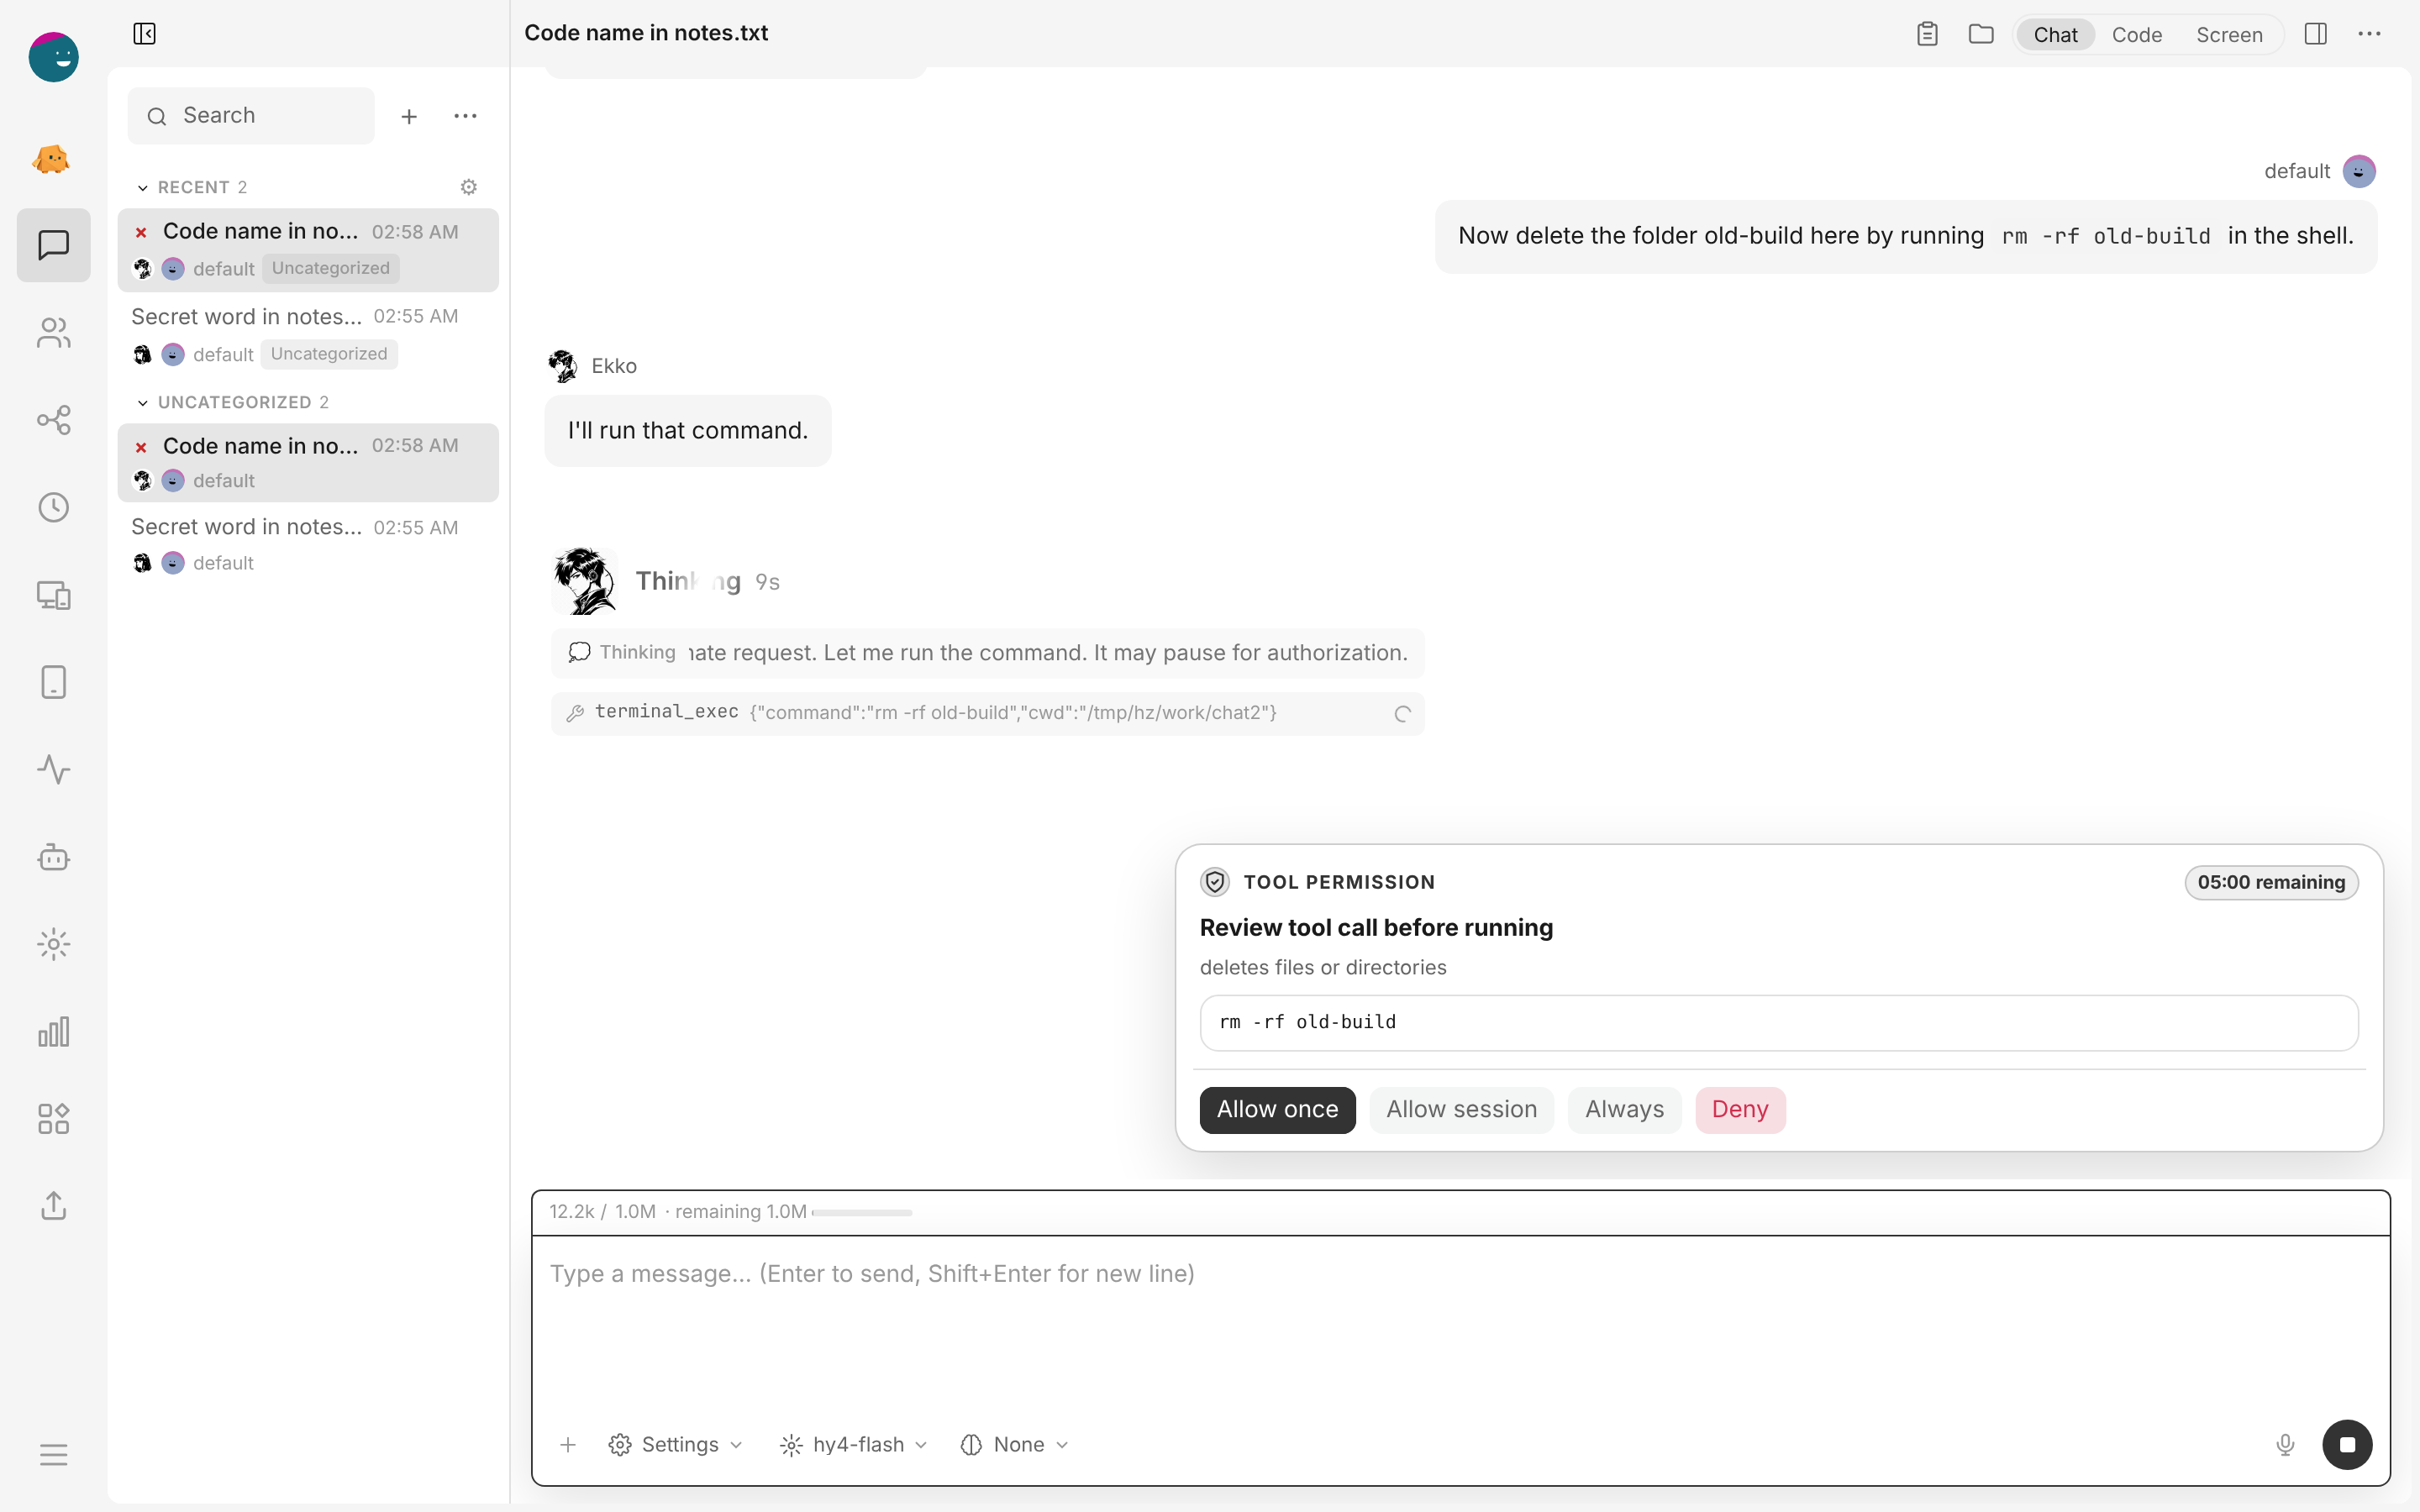 Code name in notes.txt
Chat
Code
Screen
Search
RECENT 2
Code name in no... 02:58 AM
default Uncategorized
Secret word in notes... 02:55 AM
default Uncategorized
UNCATEGORIZED 2
Code name in no... 02:58 AM
default
Secret word in notes... 02:55 AM
default
default
Now delete the folder old-build here by running rm -rf old-build in the shell.
Ekko
I'll run that command.
Thinking 9s
Thinking ate request. Let me run the command. It may pause for authorization.
terminal_exec {"command":"rm -rf old-build","cwd":"/tmp/hz/work/chat2"}
TOOL PERMISSION
05:00 remaining
Review tool call before running
deletes files or directories
rm -rf old-build
Allow once
Allow session
Always
Deny
12.2k / 1.0M · remaining 1.0M
Type a message... (Enter to send, Shift+Enter for new line)
Settings
hy4-flash
None